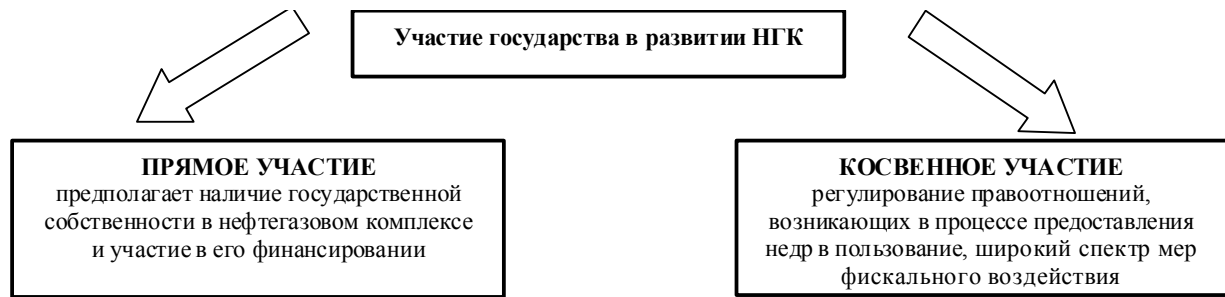 Участие государства в развитии НГК
ПРЯМОЕ УЧАСТИЕ
предполагает наличие государственной
собственности в нефтегазовом комплексе
и участие в его финансировании
КОСВЕННОЕ УЧАСТИЕ
регулирование правоотношений,
возникающих в процессе предоставления
недр в пользование, широкий спектр мер
фискального воздействия